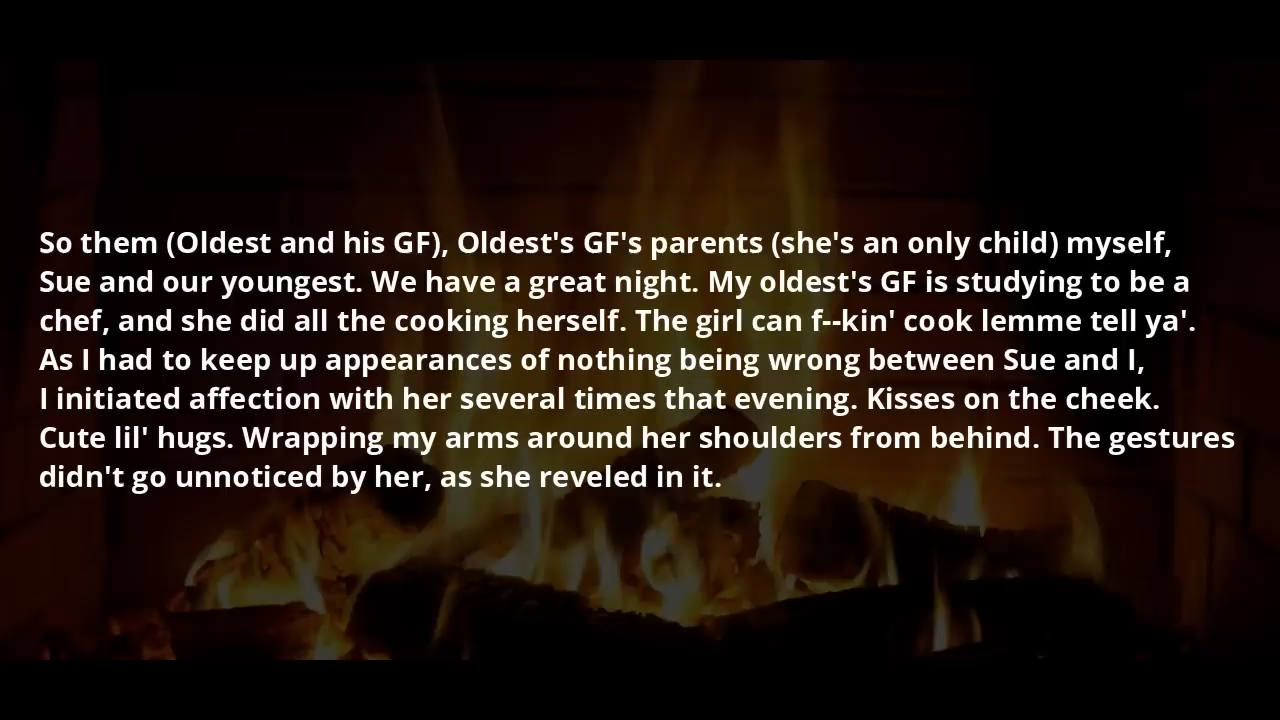 So them (Oldest and his GF), Oldest's GF's parents (she's an only child) myself,
Sue and our youngest. We have a great night. My oldest's GF is studying to be a
chef, and she did all the cooking herself. The girl can f--kin' cook lemme tell ya'.
As I had to keep up appearances of nothing being wrong between Sue and I,
I initiated affection with her several times that evening. Kisses on the cheek.
Cute lil' hugs. Wrapping my arms around her shoulders from behind. The gestures
didn't go unnoticed by her, as she reveled in it.